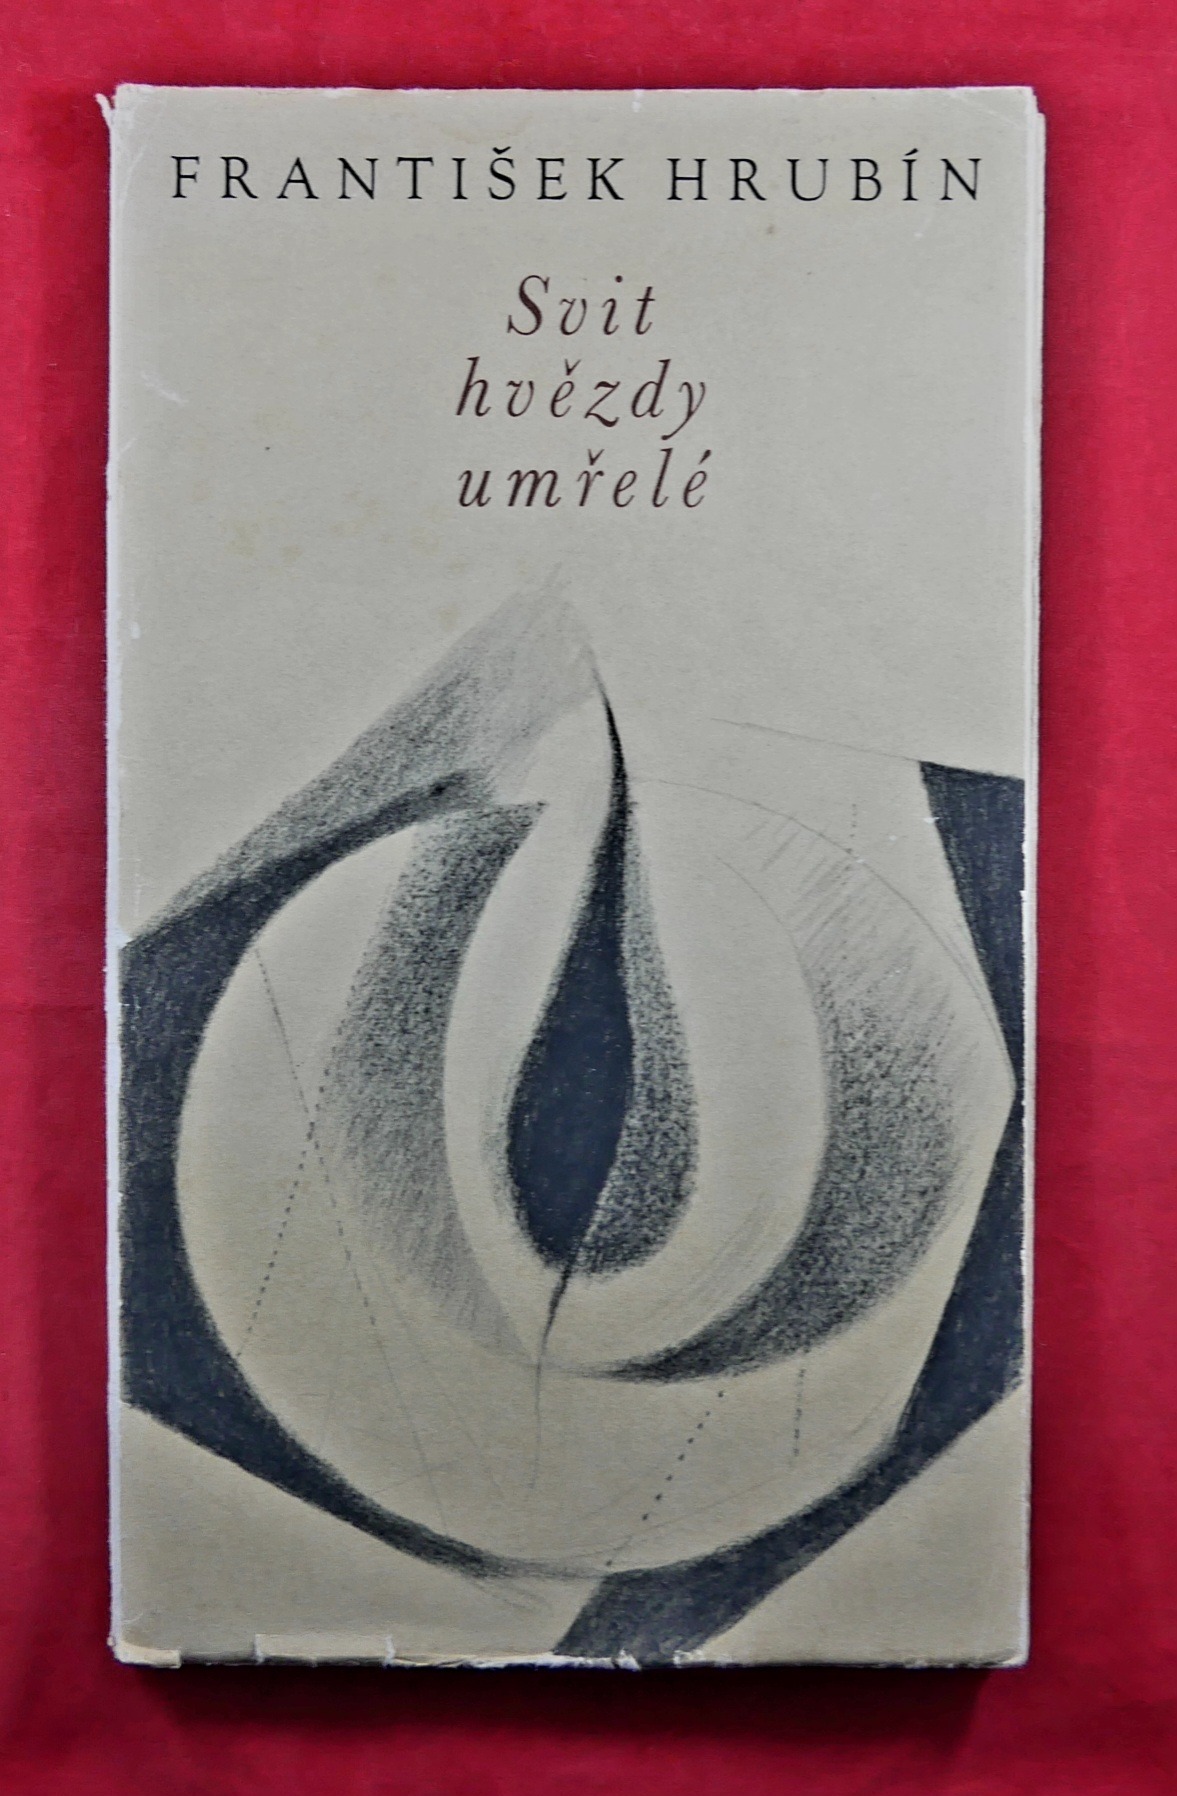 FRANTIŠEK HRUBÍN
Svit
hvězdy
umřelé